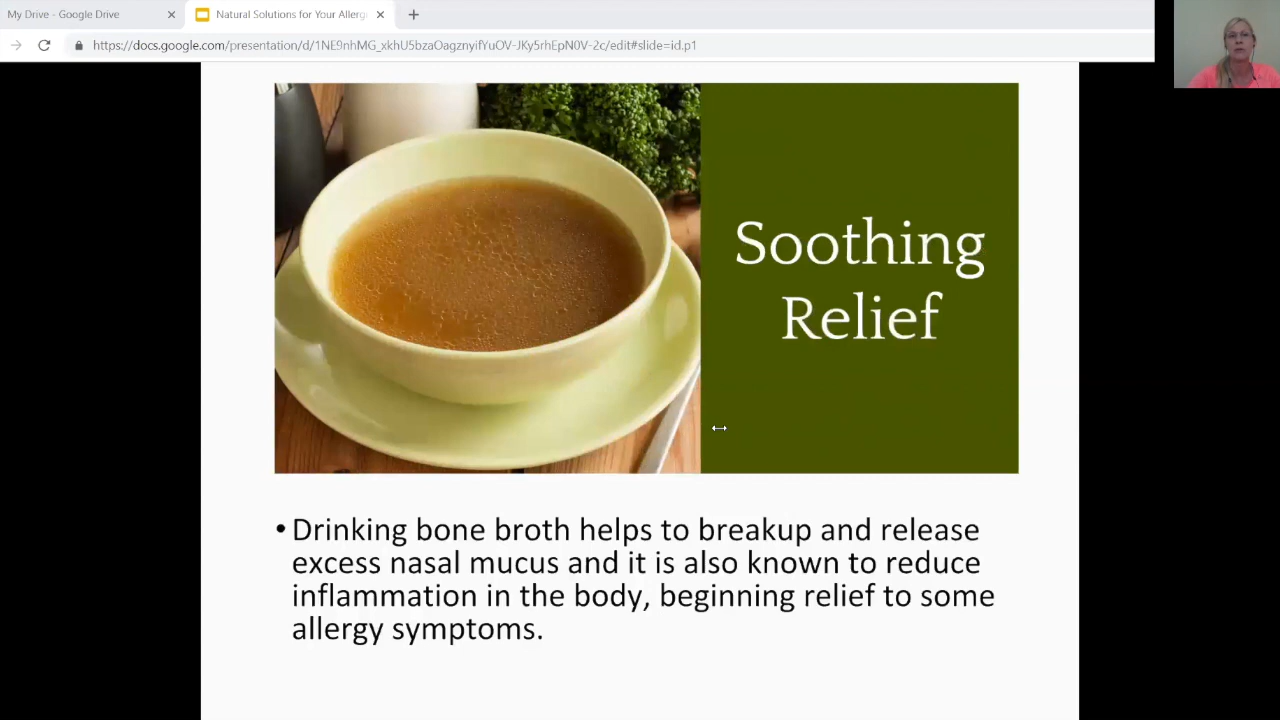 My Drive - Google Drive
Natural Solutions for Your Allerg
https://docs.google.com/presentation/d/1NE9nhMG_xkhU5bzaOagznyifYuOV-JKy5rhEpN0V-2c/edit#slide=id.p1
Soothing
Relief
• Drinking bone broth helps to breakup and release
excess nasal mucus and it is also known to reduce
inflammation in the body, beginning relief to some
allergy symptoms.